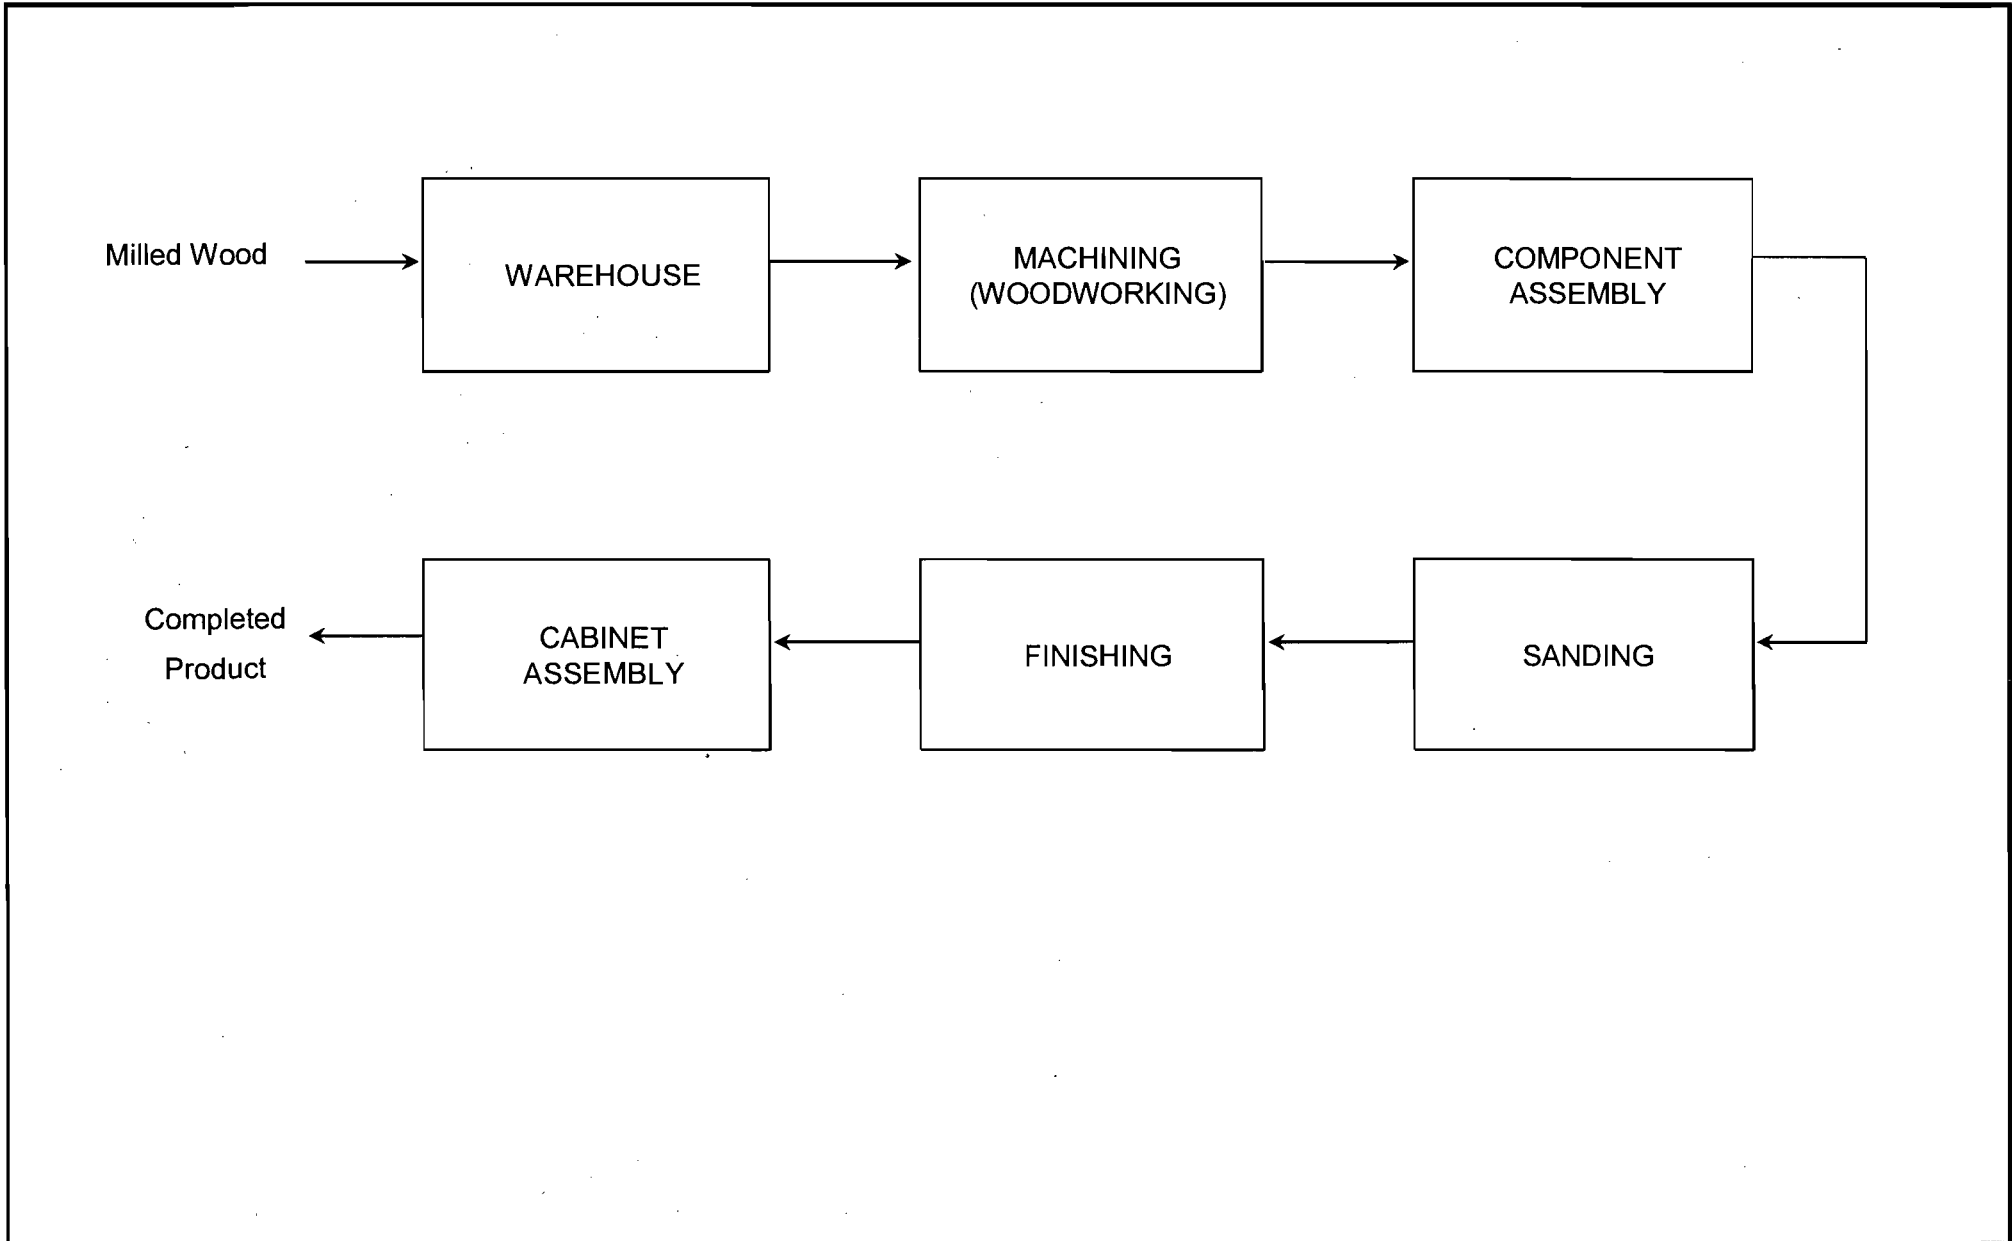 Milled Wood
WAREHOUSE
MACHINING
(WOODWORKING)
COMPONENT
ASSEMBLY
Completed
Product
CABINET
ASSEMBLY
FINISHING
SANDING